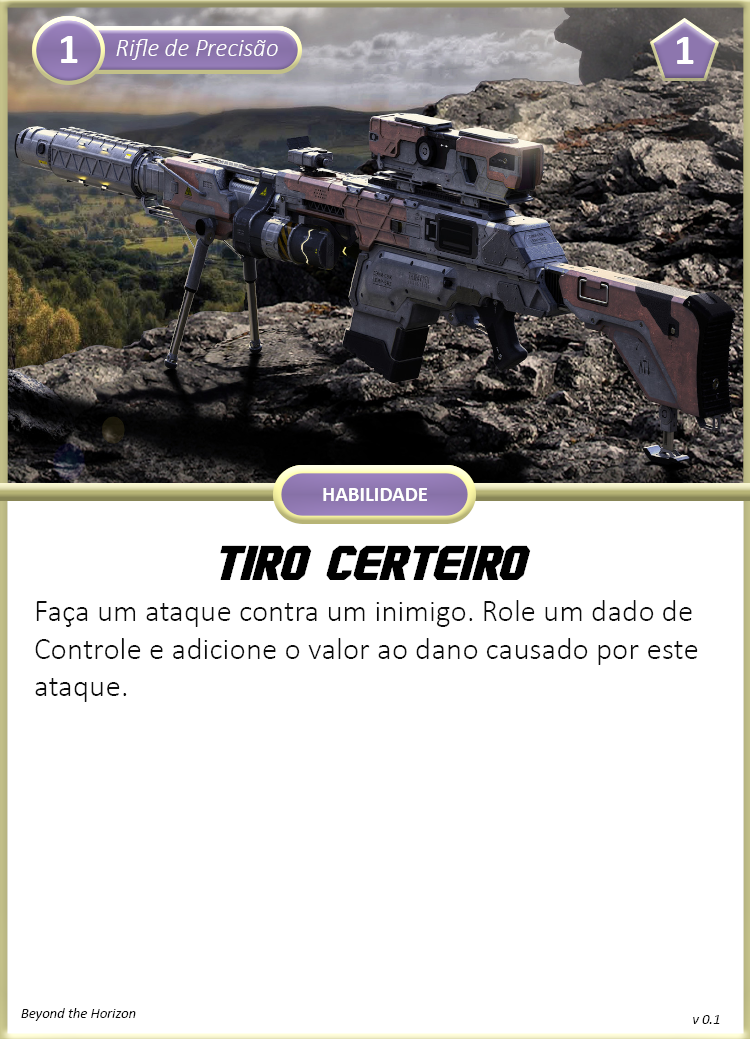 1 Rifle de Precisão 1
HABILIDADE
TIRO CERTEIRO
Faça um ataque contra um inimigo. Role um dado de
Controle e adicione o valor ao dano causado por este
ataque.
Beyond the Horizon
v 0.1